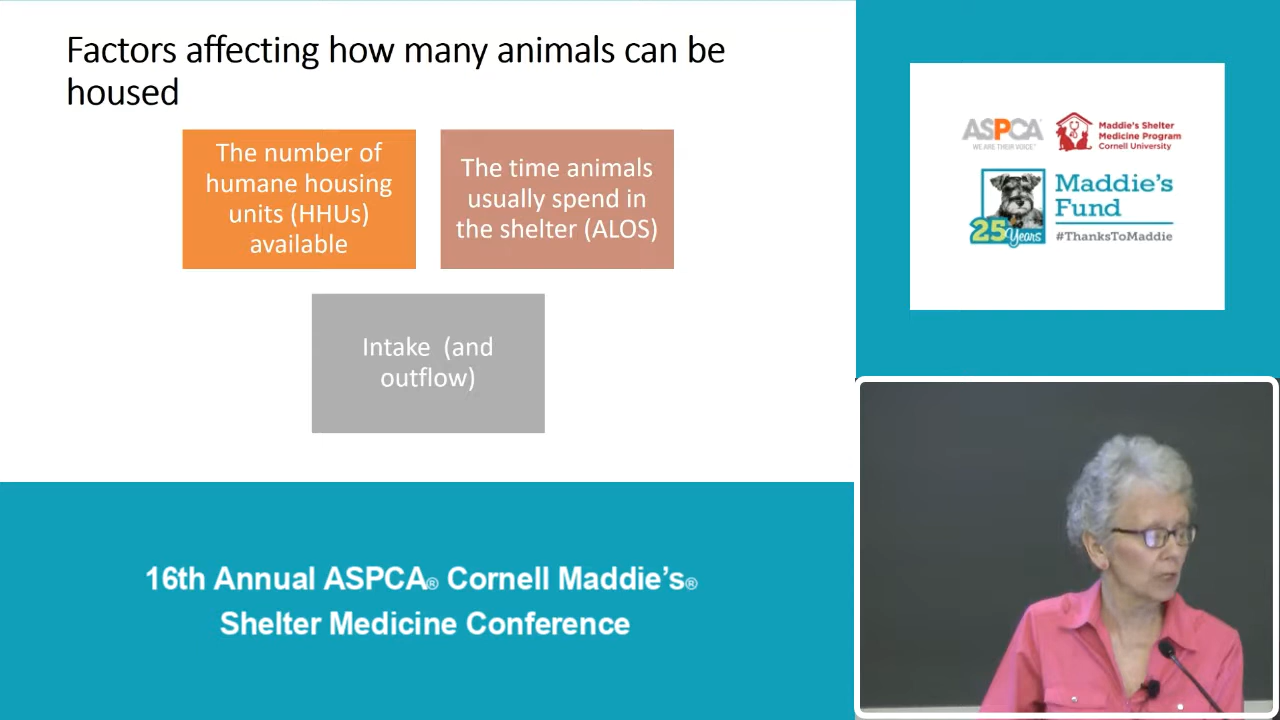 Factors affecting how many animals can be
housed
The number of
humane housing
units (HHUs)
available
The time animals
usually spend in
the shelter (ALOS)
Intake (and
outflow)
ASPCA
WE ARE THEIR VOICE™
Maddie's Shelter
Medicine Program
Cornell University
Maddie's
Fund
25 Years
#ThanksToMaddie
16th Annual ASPCA® Cornell Maddie's®
Shelter Medicine Conference